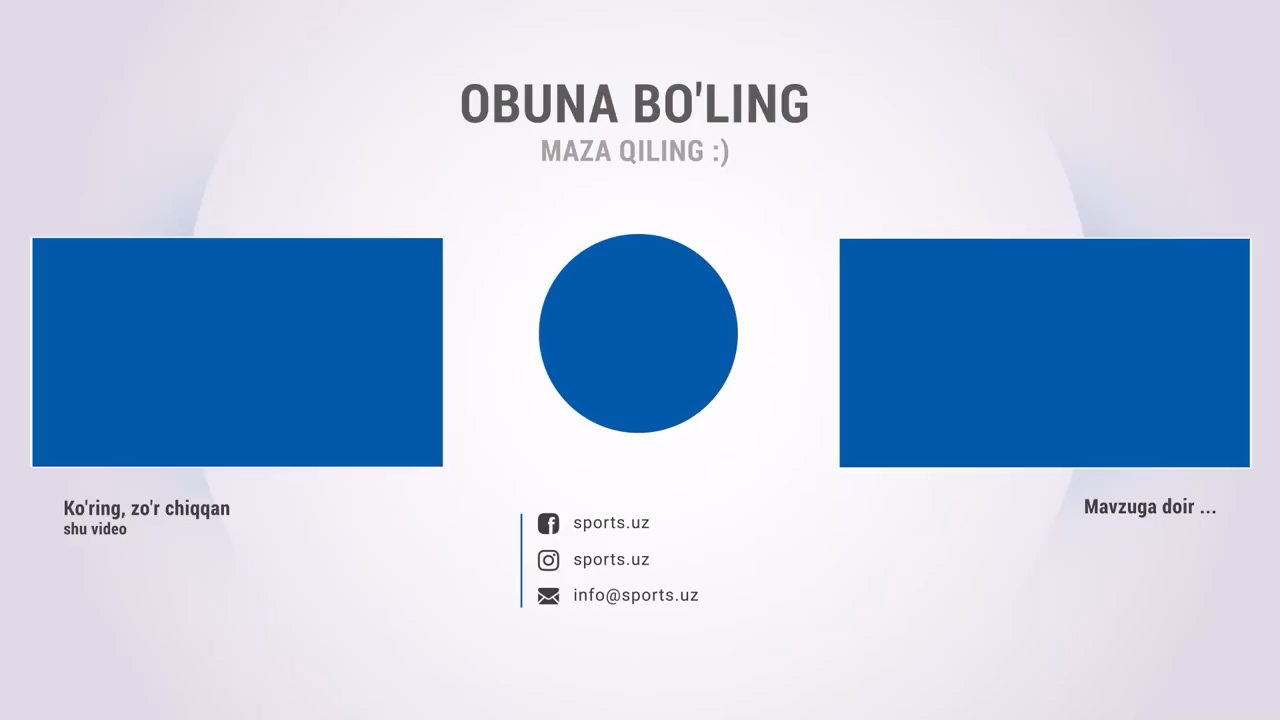 OBUNA BO'LING
MAZA QILING :)
Ko'ring, zo'r chiqqan
shu video
Mavzuga doir ...
sports.uz
sports.uz
info@sports.uz